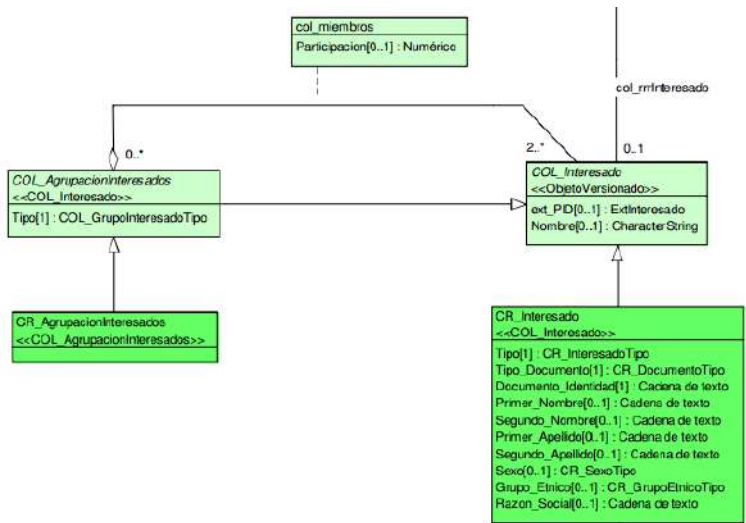 col_miembros
Participacion[0..1] : Numérico
col_rrrInteresado
0..*
2..*
0..1
COL_Agrupacioninteresados
<<COL_Interesado>>
Tipo[1] : COL_GrupoInteresadoTipo
COL_Interesado
<<ObjetoVersionado>>
ext_PID[0..1] : ExtInteresado
Nombre[0..1] : CharacterString
CR_AgrupacionInteresados
<<COL_AgrupacionInteresados>>
CR_Interesado
<<COL_Interesado>>
Tipo[1] : CR_InteresadoTipo
Tipo_Documento[1] : CR_DocumentoTipo
Documento_Identidad[1] : Cadena de texto
Primer_Nombre[0..1] : Cadena de texto
Segundo_Nombre[0..1] : Cadena de texto
Primer_Apellido[0..1] : Cadena de texto
Segundo_Apellido[0..1] : Cadena de texto
Sexo[0..1] : CR_SexoTipo
Grupo_Etnico[0..1] : CR_GrupoEtnicoTipo
Razon_Social[0..1] : Cadena de texto